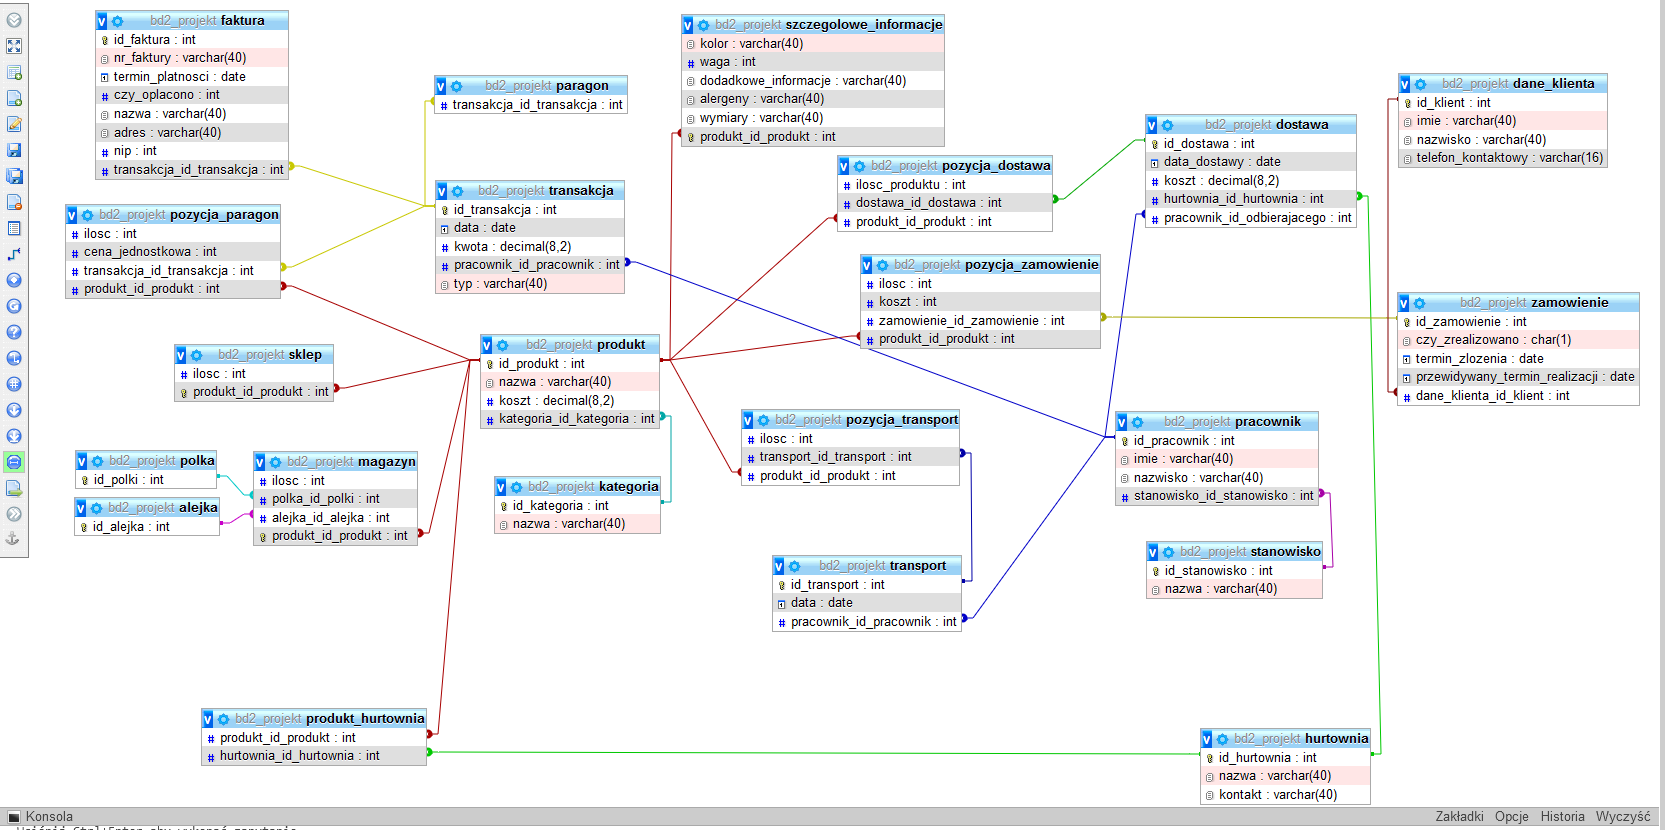 bd2_projekt faktura
id_faktura : int
nr_faktury : varchar(40)
termin_platnosci : date
czy_oplacono : int
nazwa : varchar(40)
adres : varchar(40)
nip : int
transakcja_id_transakcja : int
bd2_projekt paragon
transakcja_id_transakcja : int
bd2_projekt szczegolowe_informacje
kolor : varchar(40)
waga : int
dodadkowe_informacje : varchar(40)
alergeny : varchar(40)
wymiary : varchar(40)
produkt_id_produkt : int
bd2_projekt dane_klienta
id_klient : int
imie : varchar(40)
nazwisko : varchar(40)
telefon_kontaktowy : varchar(16)
bd2_projekt dostawa
id_dostawa : int
data_dostawy : date
koszt : decimal(8,2)
hurtownia_id_hurtownia : int
pracownik_id_odbierajacego : int
bd2_projekt pozycja_dostawa
ilosc_produktu : int
dostawa_id_dostawa : int
produkt_id_produkt : int
bd2_projekt transakcja
id_transakcja : int
data : date
kwota : decimal(8,2)
pracownik_id_pracownik : int
typ : varchar(40)
bd2_projekt pozycja_paragon
ilosc : int
cena_jednostkowa : int
transakcja_id_transakcja : int
produkt_id_produkt : int
bd2_projekt pozycja_zamowienie
ilosc : int
koszt : int
zamowienie_id_zamowienie : int
produkt_id_produkt : int
bd2_projekt zamowienie
id_zamowienie : int
czy_zrealizowano : char(1)
termin_zlozenia : date
przewidywany_termin_realizacji : date
dane_klienta_id_klient : int
bd2_projekt sklep
ilosc : int
produkt_id_produkt : int
bd2_projekt produkt
id_produkt : int
nazwa : varchar(40)
koszt : decimal(8,2)
kategoria_id_kategoria : int
bd2_projekt pozycja_transport
ilosc : int
transport_id_transport : int
produkt_id_produkt : int
bd2_projekt pracownik
id_pracownik : int
imie : varchar(40)
nazwisko : varchar(40)
stanowisko_id_stanowisko : int
bd2_projekt polka
id_polki : int
bd2_projekt alejka
id_alejka : int
bd2_projekt magazyn
ilosc : int
polka_id_polki : int
alejka_id_alejka : int
produkt_id_produkt : int
bd2_projekt kategoria
id_kategoria : int
nazwa : varchar(40)
bd2_projekt transport
id_transport : int
data : date
pracownik_id_pracownik : int
bd2_projekt stanowisko
id_stanowisko : int
nazwa : varchar(40)
bd2_projekt produkt_hurtownia
produkt_id_produkt : int
hurtownia_id_hurtownia : int
bd2_projekt hurtownia
id_hurtownia : int
nazwa : varchar(40)
kontakt : varchar(40)
Konsola
Zakładki Opcje Historia Wyczyść